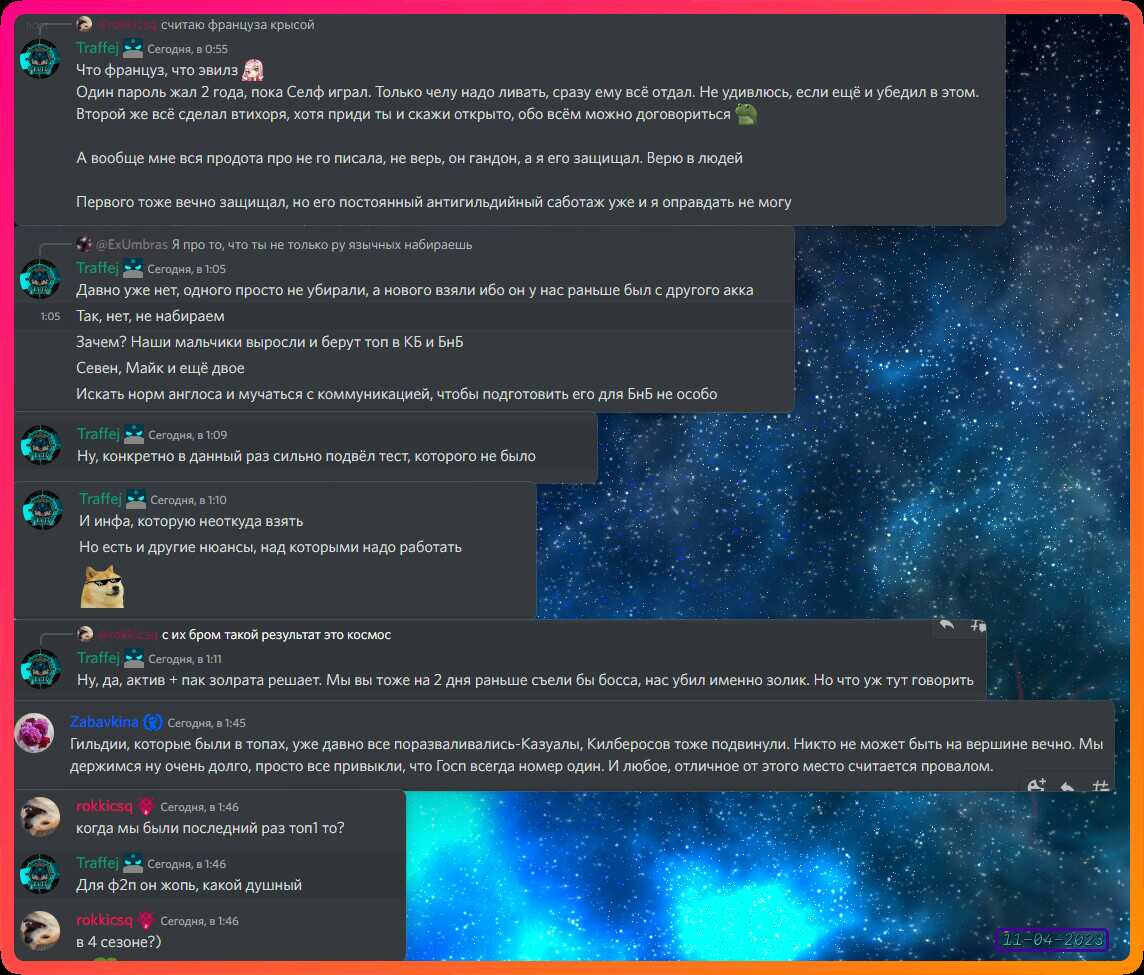 @rokkicsq считаю француза крысой
Traffej Сегодня, в 0:55
Что француз, что эвилз
Один пароль жал 2 года, пока Селф играл. Только челу надо ливать, сразу ему всё отдал. Не удивлюсь, если ещё и убедил в этом.
Второй же всё сделал втихоря, хотя приди ты и скажи открыто, обо всём можно договориться
А вообще мне вся продота про не го писала, не верь, он гандон, а я его защищал. Верю в людей
Первого тоже вечно защищал, но его постоянный антигильдийный саботаж уже и я оправдать не могу
@ExUmbras Я про то, что ты не только ру язычных набираешь
Traffej Сегодня, в 1:05
Давно уже нет, одного просто не убирали, а нового взяли ибо он у нас раньше был с другого акка
1:05 Так, нет, не набираем
Зачем? Наши мальчики выросли и берут топ в КБ и БнБ
Севен, Майк и ещё двое
Искать норм англоса и мучаться с коммуникацией, чтобы подготовить его для БнБ не особо
Traffej Сегодня, в 1:09
Ну, конкретно в данный раз сильно подвёл тест, которого не было
Traffej Сегодня, в 1:10
И инфа, которую неоткуда взять
Но есть и другие нюансы, над которыми надо работать
@rokkicsq с их бром такой результат это космос
Traffej Сегодня, в 1:11
Ну, да, актив + пак золрата решает. Мы вы тоже на 2 дня раньше съели бы босса, нас убил именно золик. Но что уж тут говорить
Zabavkina Сегодня, в 1:45
Гильдии, которые были в топах, уже давно все поразваливались-Казуалы, Килберосов тоже подвинули. Никто не может быть на вершине вечно. Мы
держимся ну очень долго, просто все привыкли, что Госп всегда номер один. И любое, отличное от этого место считается провалом.
rokkicsq Сегодня, в 1:46
когда мы были последний раз топ1 то?
Traffej Сегодня, в 1:46
Для ф2п он жопь, какой душный
rokkicsq Сегодня, в 1:46
в 4 сезоне?)
11-04-2023